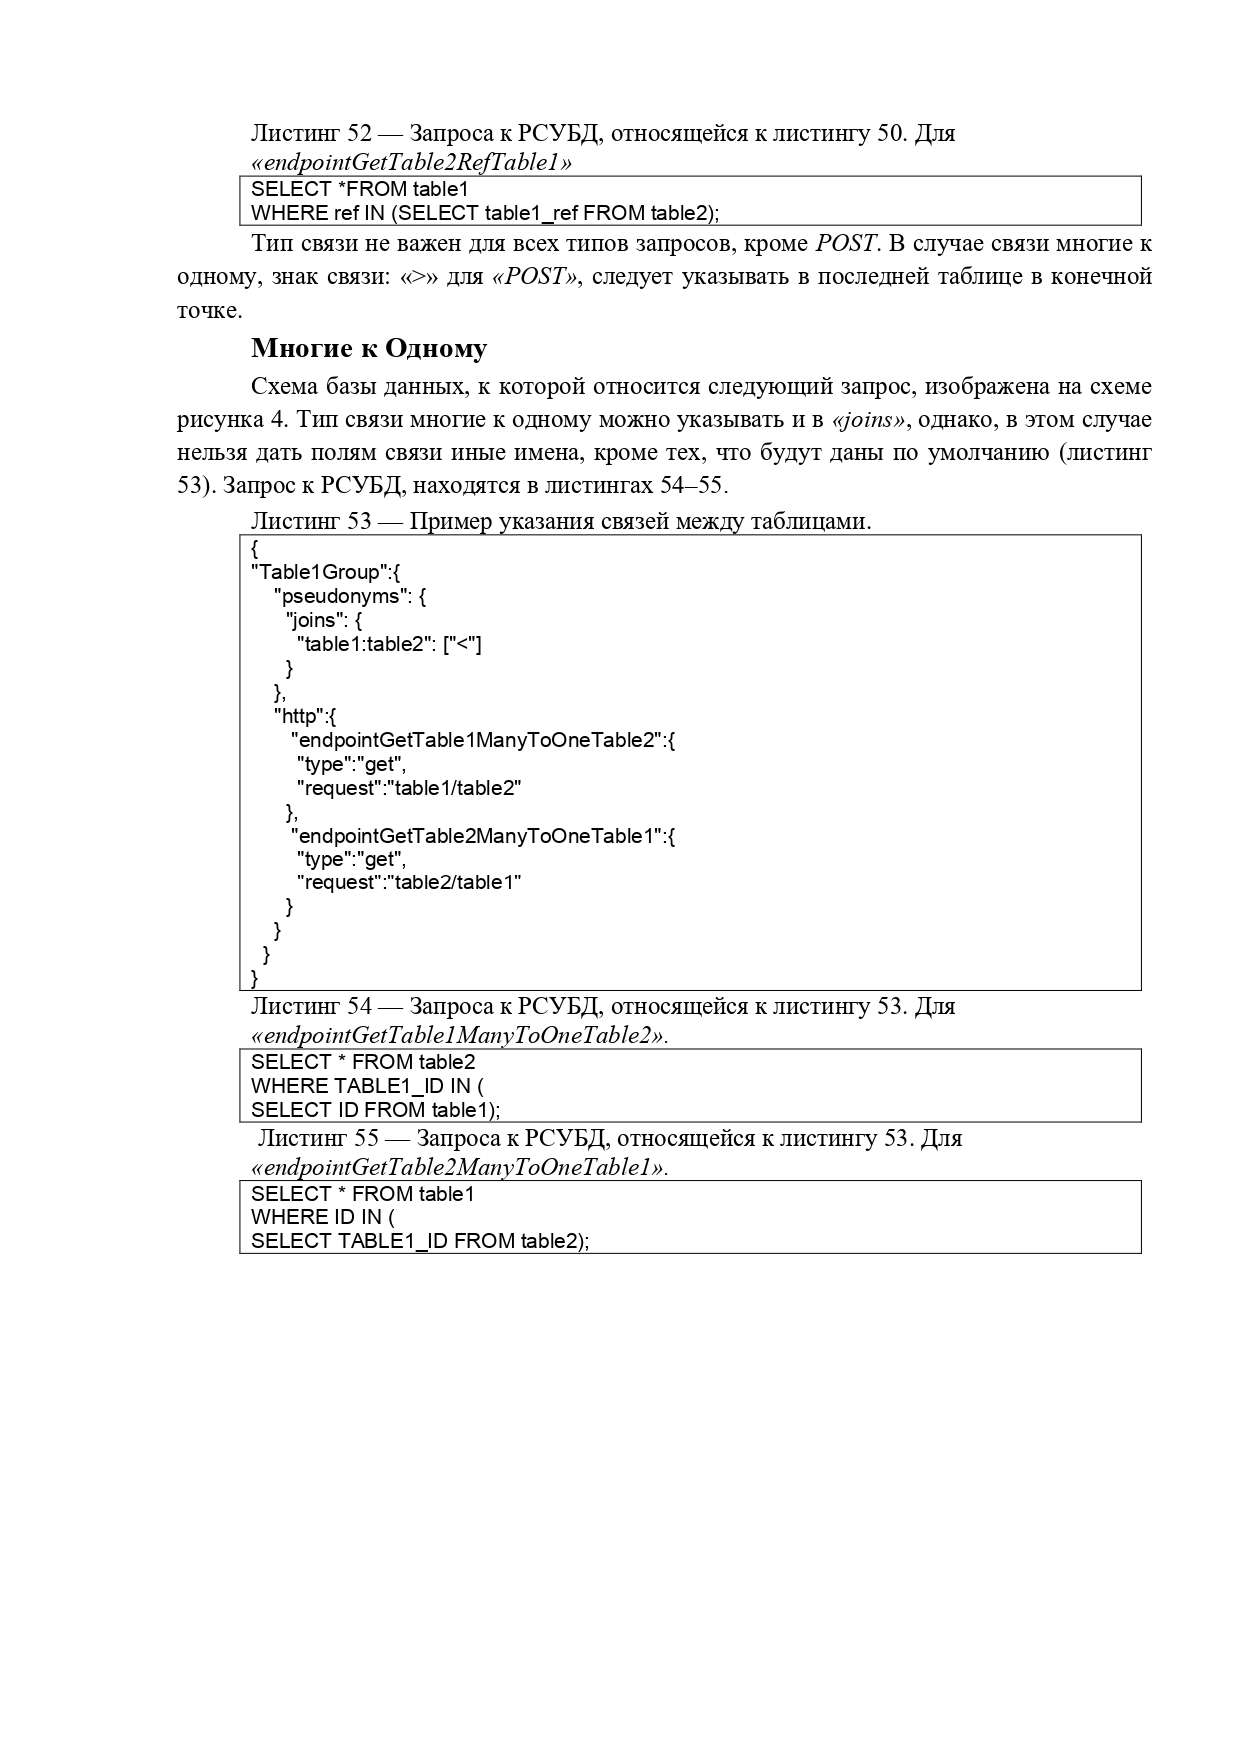 Листинг 52 — Запроса к РСУБД, относящейся к листингу 50. Для
«endpointGetTable2RefTable1»
SELECT *FROM table1
WHERE ref IN (SELECT table1_ref FROM table2);
Тип связи не важен для всех типов запросов, кроме POST. В случае связи многие к
одному, знак связи: «>» для «POST», следует указывать в последней таблице в конечной
точке.
Многие к Одному
Схема базы данных, к которой относится следующий запрос, изображена на схеме
рисунка 4. Тип связи многие к одному можно указывать и в «joins», однако, в этом случае
нельзя дать полям связи иные имена, кроме тех, что будут даны по умолчанию (листинг
53). Запрос к РСУБД, находятся в листингах 54–55.
Листинг 53 — Пример указания связей между таблицами.
{
"Table1Group":{
"pseudonyms": {
"joins": {
"table1:table2": ["<"]
}
},
"http":{
"endpointGetTable1ManyToOneTable2":{
"type":"get",
"request":"table1/table2"
},
"endpointGetTable2ManyToOneTable1":{
"type":"get",
"request":"table2/table1"
}
}
}
}
Листинг 54 — Запроса к РСУБД, относящейся к листингу 53. Для
«endpointGetTable1ManyToOneTable2».
SELECT * FROM table2
WHERE TABLE1_ID IN (
SELECT ID FROM table1);
Листинг 55 — Запроса к РСУБД, относящейся к листингу 53. Для
«endpointGetTable2ManyToOneTable1».
SELECT * FROM table1
WHERE ID IN (
SELECT TABLE1_ID FROM table2);